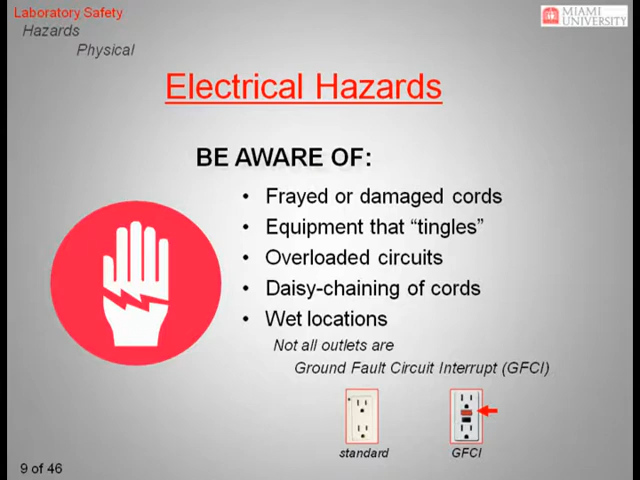 Laboratory Safety
Hazards
Physical
MIAMI
UNIVERSITY
Electrical Hazards
BE AWARE OF:
• Frayed or damaged cords
• Equipment that “tingles”
• Overloaded circuits
• Daisy-chaining of cords
• Wet locations
Not all outlets are
Ground Fault Circuit Interrupt (GFCI)
standard
GFCI
9 of 46